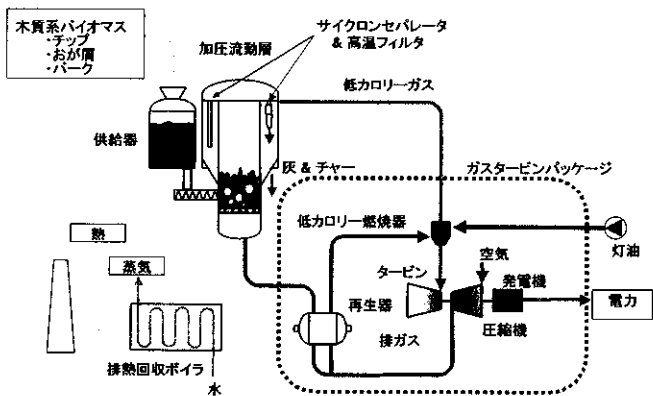 木質系バイオマス
・チップ
・おが屑
・バーク
加圧流動層
サイクロンセパレータ
& 高温フィルタ
低カロリーガス
供給器
灰 & チャー
ガスタービンパッケージ
低カロリー燃焼器
灯油
熱
蒸気
空気
タービン
発電機
電力
再生器
排ガス
圧縮機
排熱回収ボイラ
水